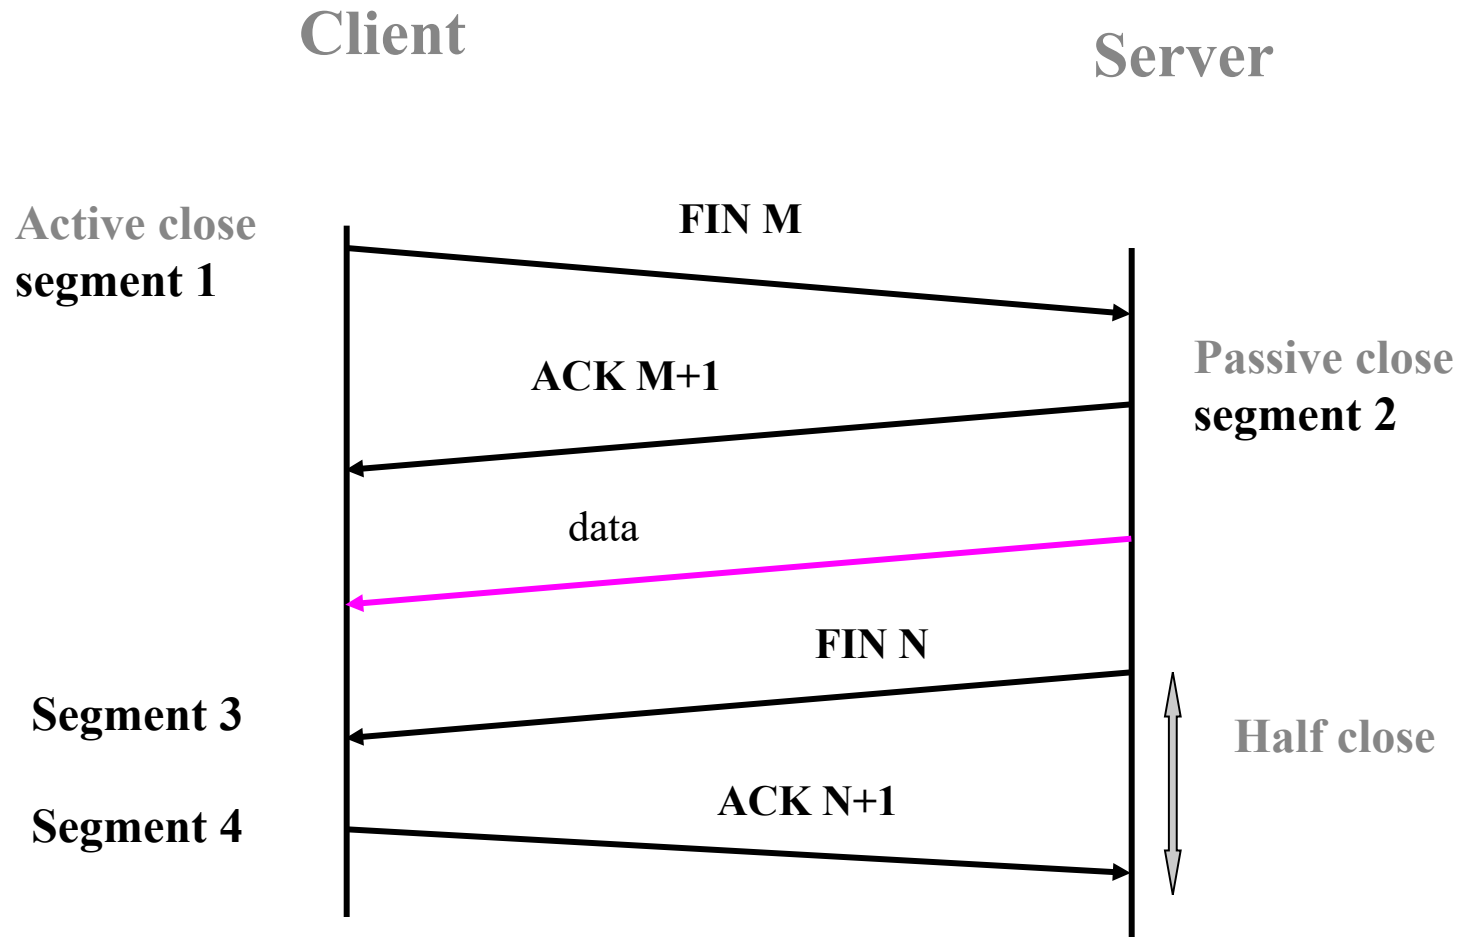 Client
Server
FIN M
Active close
segment 1
ACK M+1
Passive close
segment 2
data
FIN N
Segment 3
Half close
ACK N+1
Segment 4